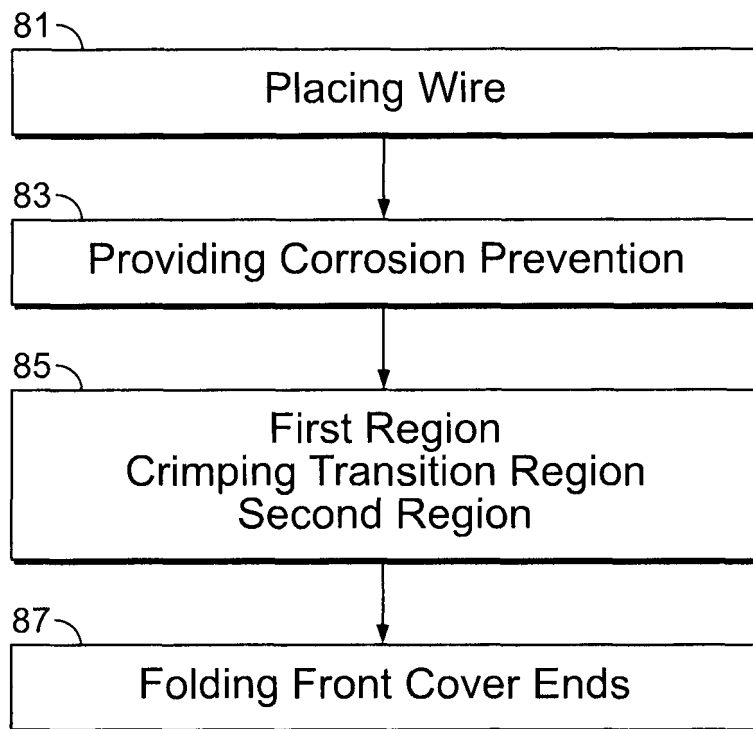 81
Placing Wire
83
Providing Corrosion Prevention
85
First Region
Crimping Transition Region
Second Region
87
Folding Front Cover Ends